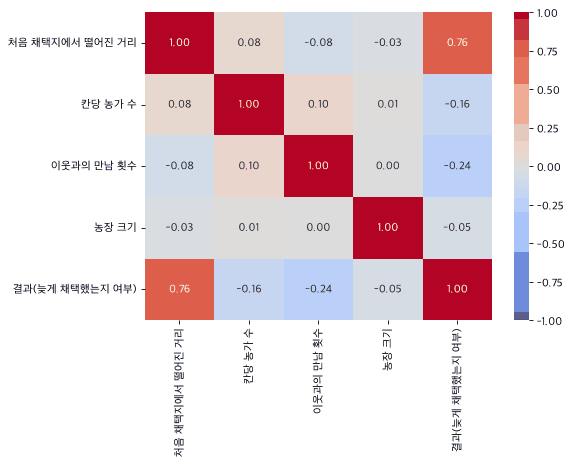 처음 채택지에서 떨어진 거리 1.00 0.08 -0.08 -0.03 0.76
칸당 농가 수 0.08 1.00 0.10 0.01 -0.16
이웃과의 만남 횟수 -0.08 0.10 1.00 0.00 -0.24
농장 크기 -0.03 0.01 0.00 1.00 -0.05
결과(늦게 채택했는지 여부) 0.76 -0.16 -0.24 -0.05 1.00
처음 채택지에서 떨어진 거리
칸당 농가 수
이웃과의 만남 횟수
농장 크기
결과(늦게 채택했는지 여부)
1.00
0.75
0.50
0.25
0.00
-0.25
-0.50
-0.75
-1.00